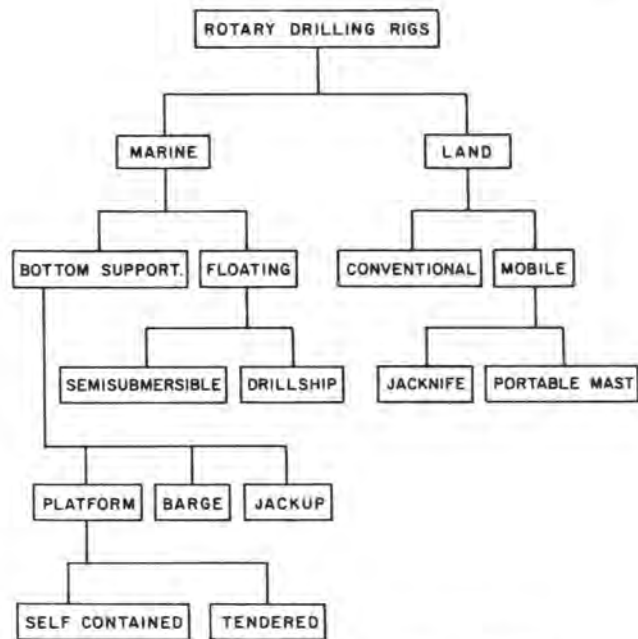 ROTARY DRILLING RIGS
MARINE
LAND
BOTTOM SUPPORT.
FLOATING
CONVENTIONAL
MOBILE
SEMISUBMERSIBLE
DRILLSHIP
JACKNIFE
PORTABLE MAST
PLATFORM
BARGE
JACKUP
SELF CONTAINED
TENDERED